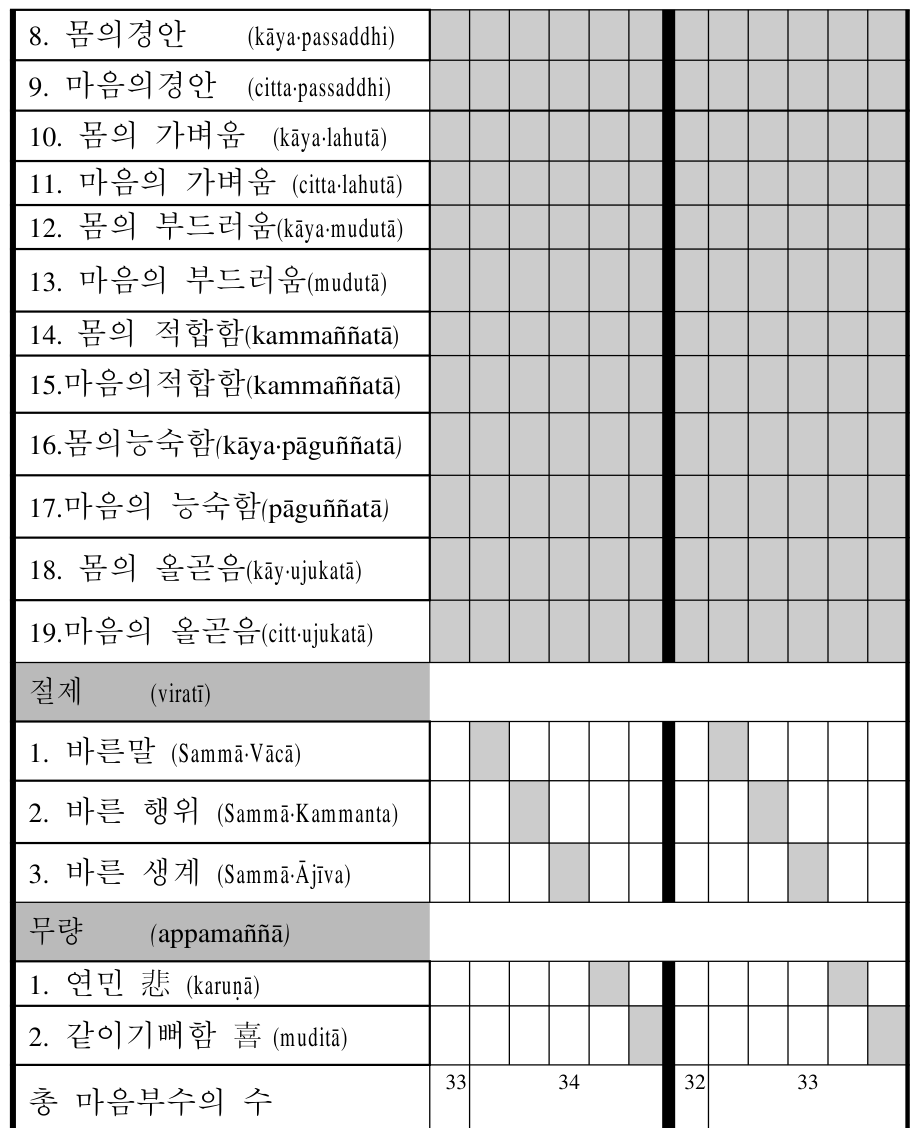 8. 몸의경안 (kāya·passaddhi)
9. 마음의경안 (citta·passaddhi)
10. 몸의 가벼움 (kāya·lahutā)
11. 마음의 가벼움 (citta·lahutā)
12. 몸의 부드러움(kāya·mudutā)
13. 마음의 부드러움(mudutā)
14. 몸의 적합함(kammaññatā)
15.마음의적합함(kammaññatā)
16.몸의능숙함(kāya·pāguññatā)
17.마음의 능숙함(pāguññatā)
18. 몸의 올곧음(kāy·ujukatā)
19.마음의 올곧음(citt·ujukatā)
절제 (viratī)
1. 바른말 (Sammā·Vācā)
2. 바른 행위 (Sammā·Kammanta)
3. 바른 생계 (Sammā·Ājīva)
무량 (appamaññā)
1. 연민 悲 (karuṇā)
2. 같이기뻐함 喜 (muditā)
총 마음부수의 수 33 34 32 33